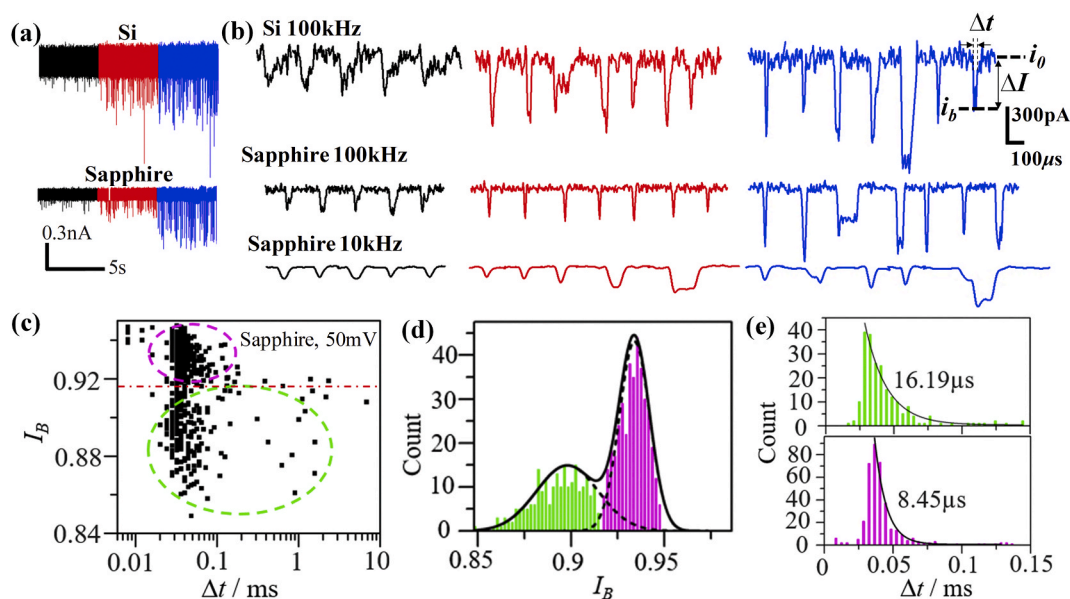 (a)
Si
Sapphire
0.3nA
5s
(b)
Si 100kHz
Δt
i0
ΔI
ib
300pA
100μs
Sapphire 100kHz
Sapphire 10kHz
(c)
Sapphire, 50mV
0.92
0.88
0.84
IB
0.01 0.1 1 10
Δt / ms
(d)
40
30
20
10
0
Count
0.85 0.9 0.95
IB
(e)
40
30
20
10
0
16.19μs
80
60
40
20
0
8.45μs
Count
0 0.05 0.10 0.15
Δt / ms